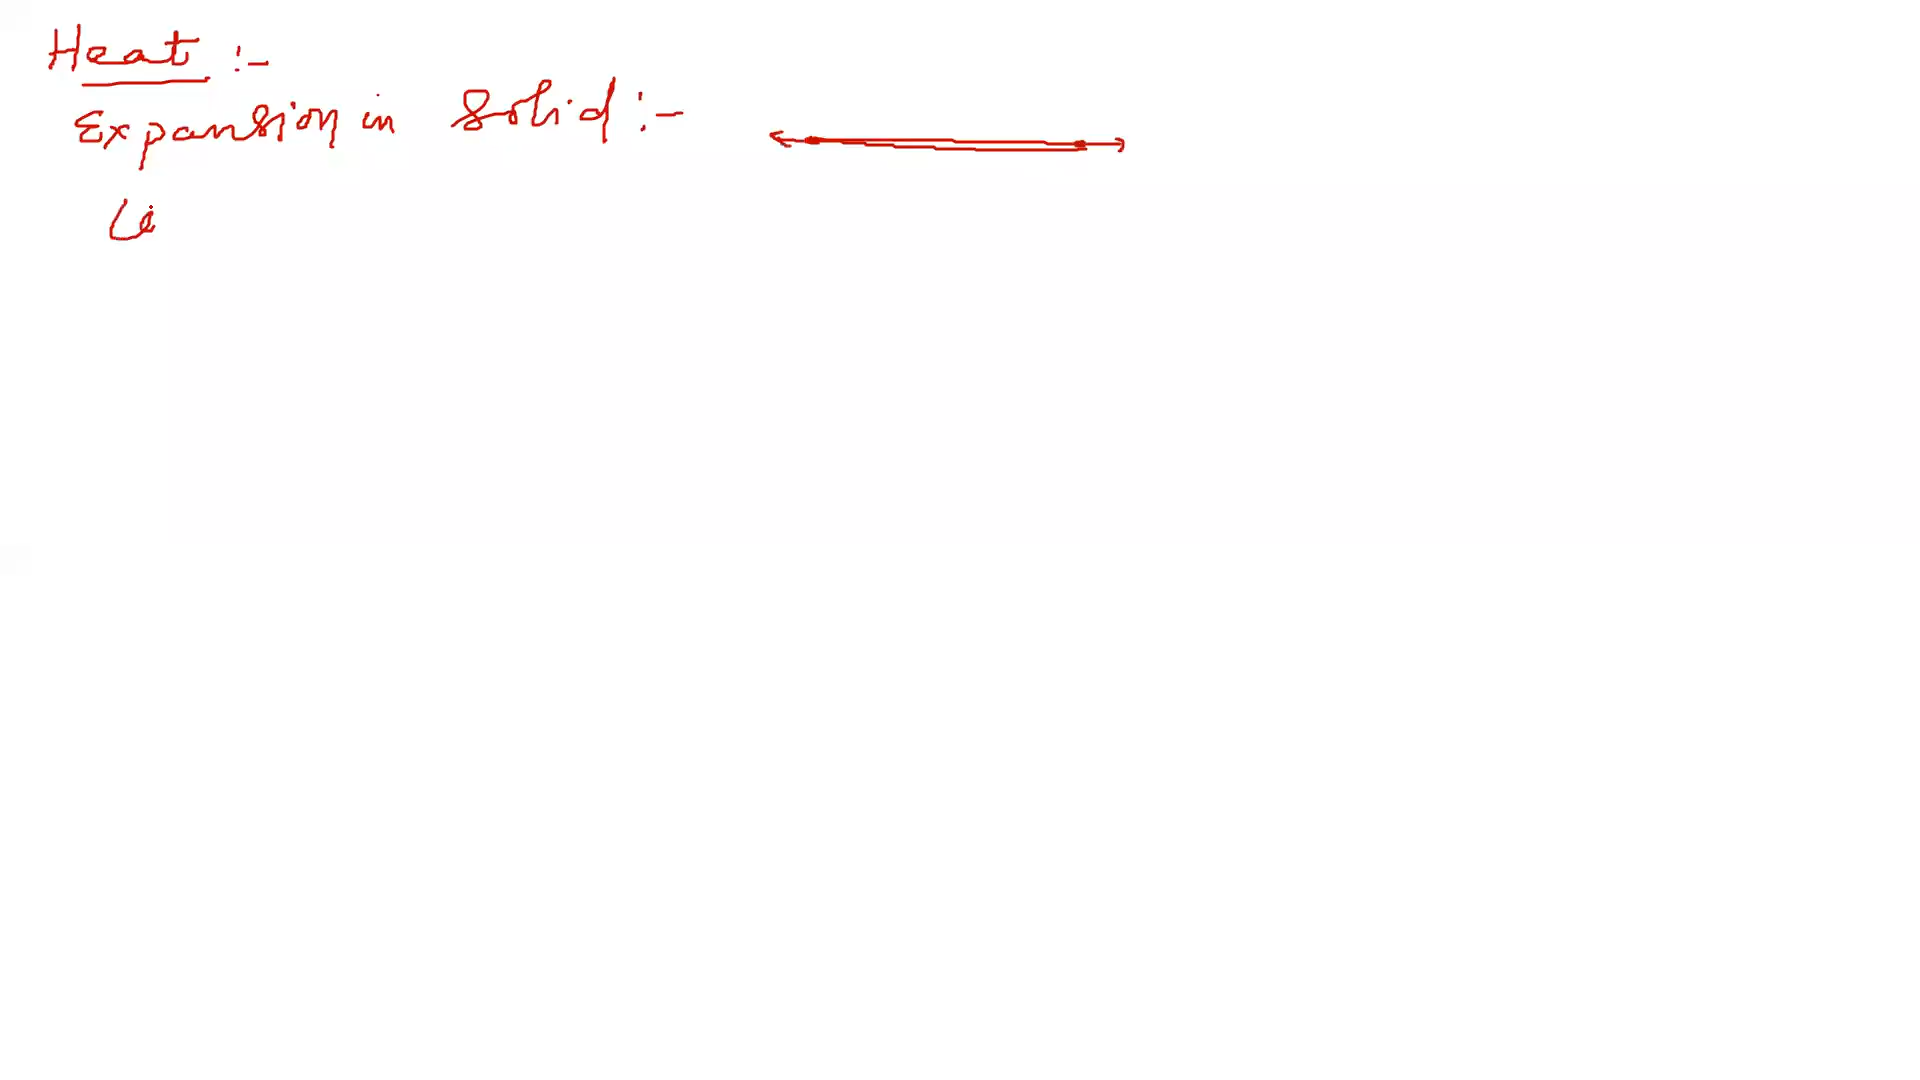 Heat :-
Expansion in Solid :-